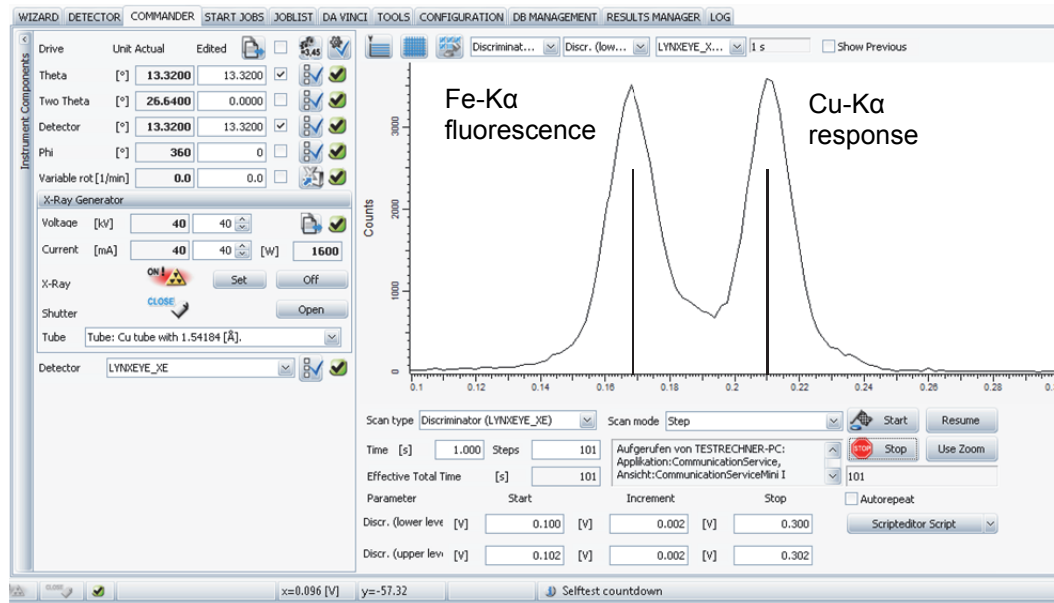 WIZARD DETECTOR COMMANDER START JOBS JOBLIST DA VINCI TOOLS CONFIGURATION DB MANAGEMENT RESULTS MANAGER LOG
Instrument Components
Drive Unit Actual Edited
Theta [°] 13.3200 13.3200
Two Theta [°] 26.6400 0.0000
Detector [°] 13.3200 13.3200
Phi [°] 360 0
Variable rot [1/min] 0.0 0.0
X-Ray Generator
Voltage [kV] 40 40
Current [mA] 40 40 [W] 1600
X-Ray ON! Set Off
Shutter CLOSE Open
Tube Tube: Cu tube with 1.54184 [Å].
Detector LYNXEYE_XE
Discriminat... Discr. (low... LYNXEYE_X... 1 s Show Previous
Fe-Kα
fluorescence
Cu-Kα
response
Counts
3000
2000
1000
0
0.1 0.12 0.14 0.16 0.18 0.2 0.22 0.24 0.26 0.28
Scan type Discriminator (LYNXEYE_XE) Scan mode Step Start Resume
Time [s] 1.000 Steps 101 Aufgerufen von TESTRECHNER-PC: STOP Stop Use Zoom
Applikation:CommunicationService,
Effective Total Time [s] 101 Ansicht:CommunicationServiceMini I 101
Parameter Start Increment Stop Autorepeat
Discr. (lower leve [V] 0.100 [V] 0.002 [V] 0.300 Scripteditor Script
Discr. (upper lev [V] 0.102 [V] 0.002 [V] 0.302
CLOSE x=0.096 [V] y=-57.32 Selftest countdown